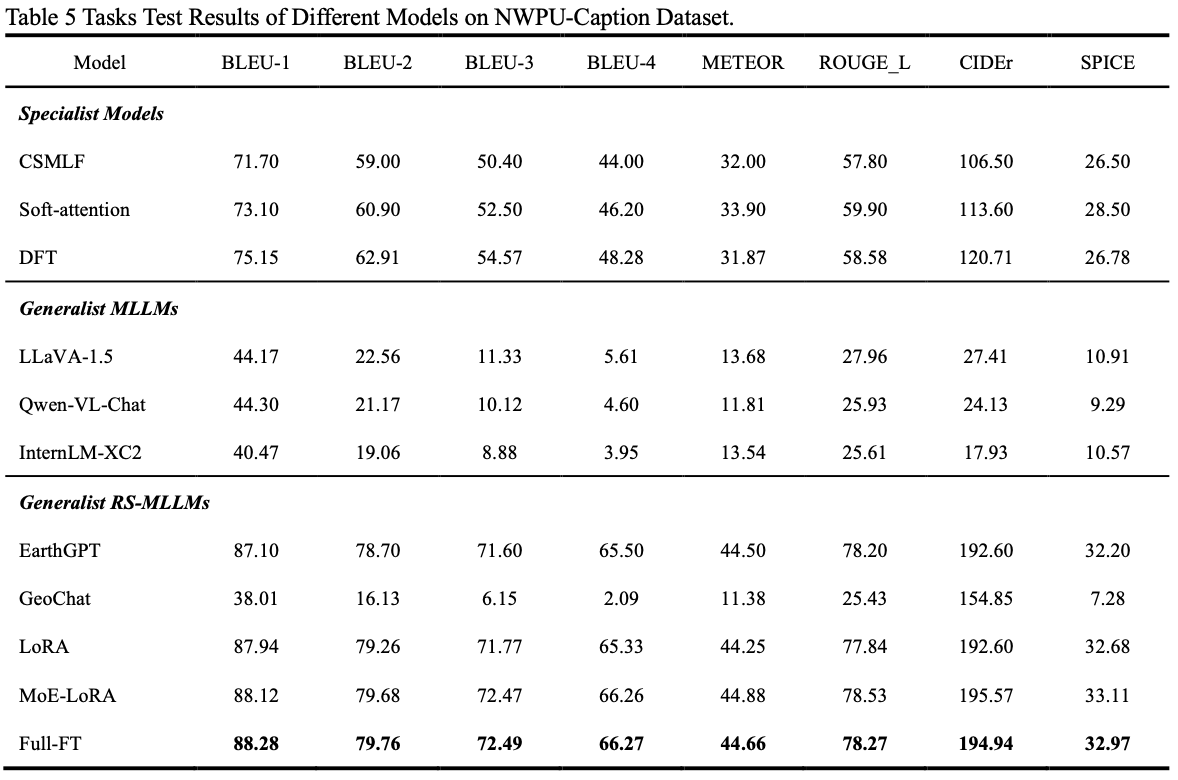 Table 5 Tasks Test Results of Different Models on NWPU-Caption Dataset.
Model BLEU-1 BLEU-2 BLEU-3 BLEU-4 METEOR ROUGE_L CIDEr SPICE
Specialist Models
CSMLF 71.70 59.00 50.40 44.00 32.00 57.80 106.50 26.50
Soft-attention 73.10 60.90 52.50 46.20 33.90 59.90 113.60 28.50
DFT 75.15 62.91 54.57 48.28 31.87 58.58 120.71 26.78
Generalist MLLMs
LLaVA-1.5 44.17 22.56 11.33 5.61 13.68 27.96 27.41 10.91
Qwen-VL-Chat 44.30 21.17 10.12 4.60 11.81 25.93 24.13 9.29
InternLM-XC2 40.47 19.06 8.88 3.95 13.54 25.61 17.93 10.57
Generalist RS-MLLMs
EarthGPT 87.10 78.70 71.60 65.50 44.50 78.20 192.60 32.20
GeoChat 38.01 16.13 6.15 2.09 11.38 25.43 154.85 7.28
LoRA 87.94 79.26 71.77 65.33 44.25 77.84 192.60 32.68
MoE-LoRA 88.12 79.68 72.47 66.26 44.88 78.53 195.57 33.11
Full-FT 88.28 79.76 72.49 66.27 44.66 78.27 194.94 32.97